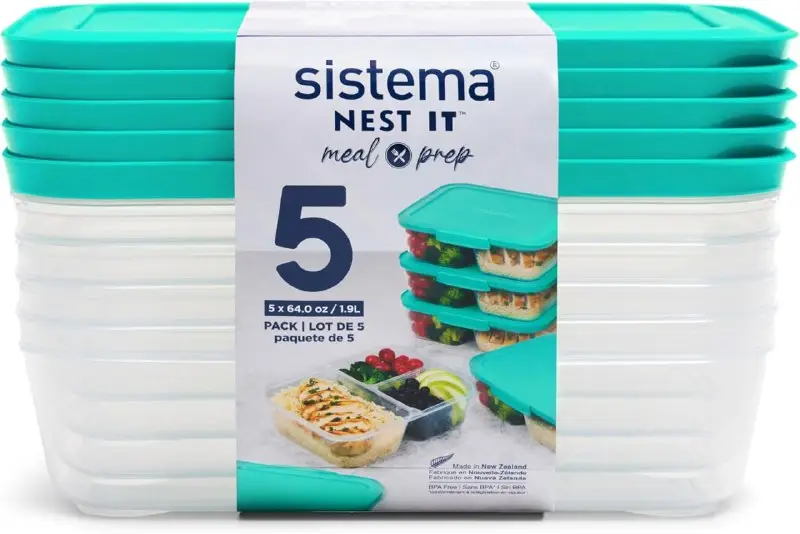 sistema®
NEST IT™
meal prep
5
5 x 64.0 oz / 1.9L
PACK | LOT DE 5
paquete de 5
Made in New Zealand
Fabriqué en Nouvelle-Zélande
Fabricado en Nueva Zelanda
BPA Free | Sans BPA* | Sin BPA